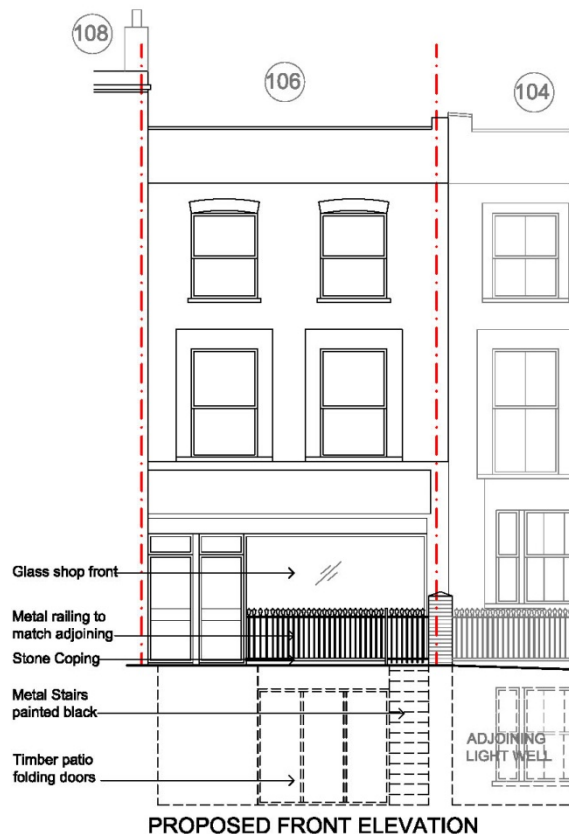 108
106
104
Glass shop front
Metal railing to
match adjoining
Stone Coping
Metal Stairs
painted black
ADJOINING
LIGHT WELL
Timber patio
folding doors
PROPOSED FRONT ELEVATION